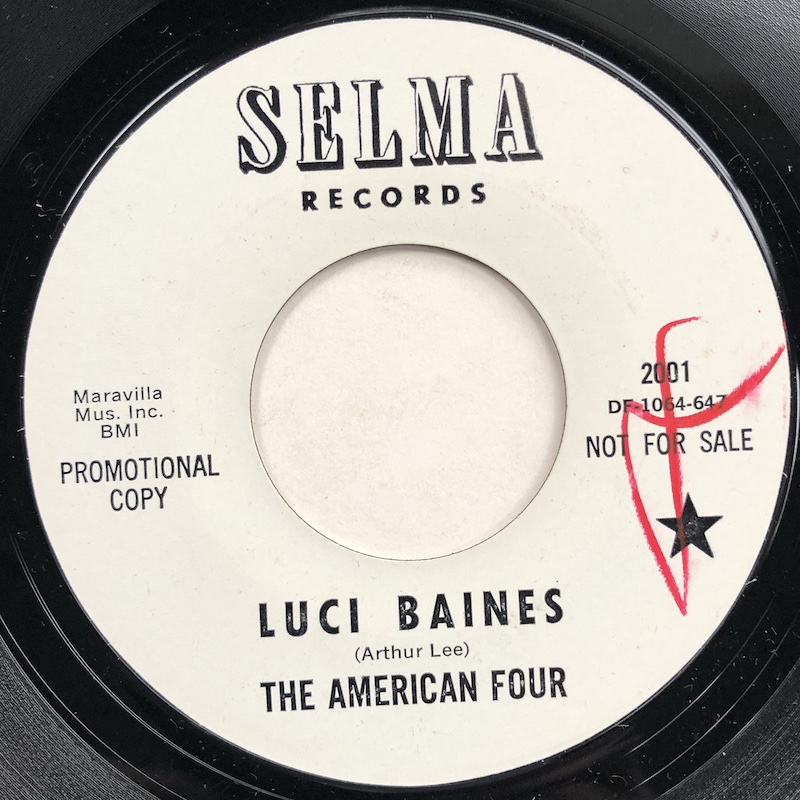 SELMA
RECORDS
Maravilla
Mus. Inc.
BMI
PROMOTIONAL
COPY
2001
DF-1064-647
NOT FOR SALE
LUCI BAINES
(Arthur Lee)
THE AMERICAN FOUR